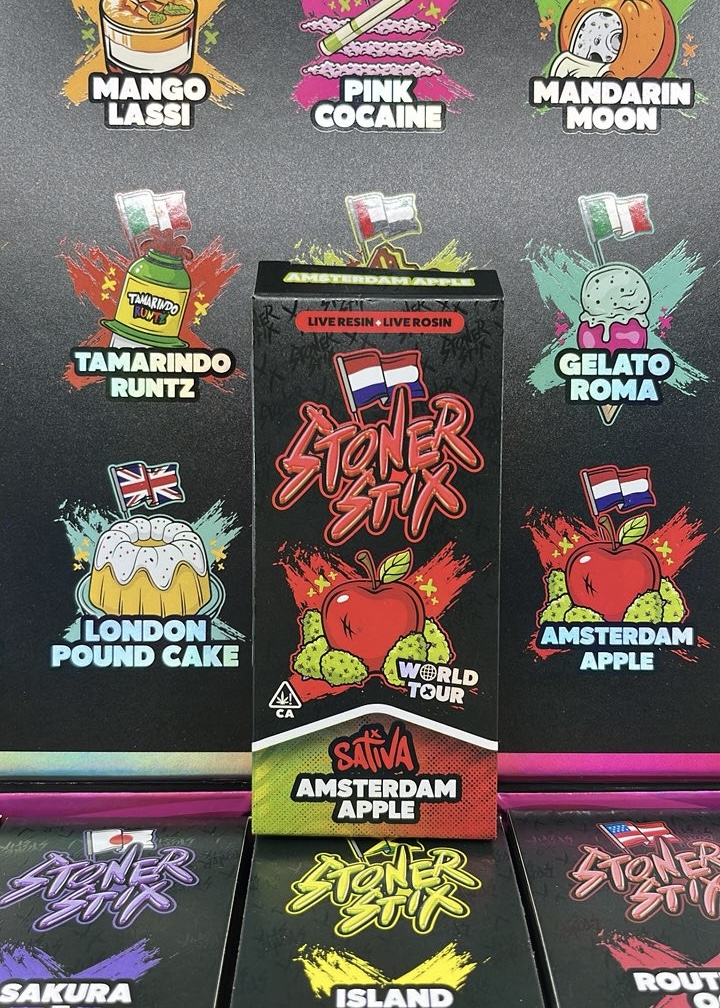 MANGO
LASSI
PINK
COCAINE
MANDARIN
MOON
TAMARINDO
RUNTZ
TAMARINDO
RUNTZ
GELATO
ROMA
LONDON
POUND CAKE
AMSTERDAM
APPLE
AMSTERDAM APPLE
LIVE RESIN + LIVE ROSIN
STONER
STIX
WORLD
TOUR
CA
SATIVA
AMSTERDAM
APPLE
STONER
STIX
SAKURA
STONER
STIX
ISLAND
STONER
STIX